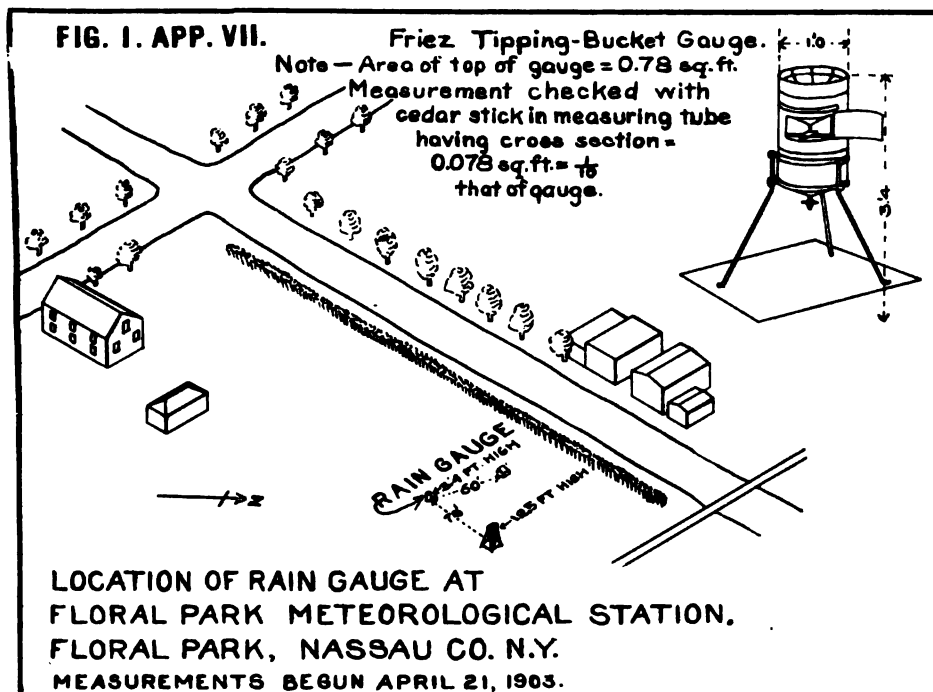 FIG. 1. APP. VII.
Friez Tipping-Bucket Gauge.
Note — Area of top of gauge = 0.78 sq.ft.
Measurement checked with
cedar stick in measuring tube
having cross section =
0.078 sq.ft. = 1/10
that of gauge.
1'0
3'4
RAIN GAUGE
FT. HIGH
60'
FT HIGH
N
LOCATION OF RAIN GAUGE AT
FLORAL PARK METEOROLOGICAL STATION.
FLORAL PARK, NASSAU CO. N.Y.
MEASUREMENTS BEGUN APRIL 21, 1903.